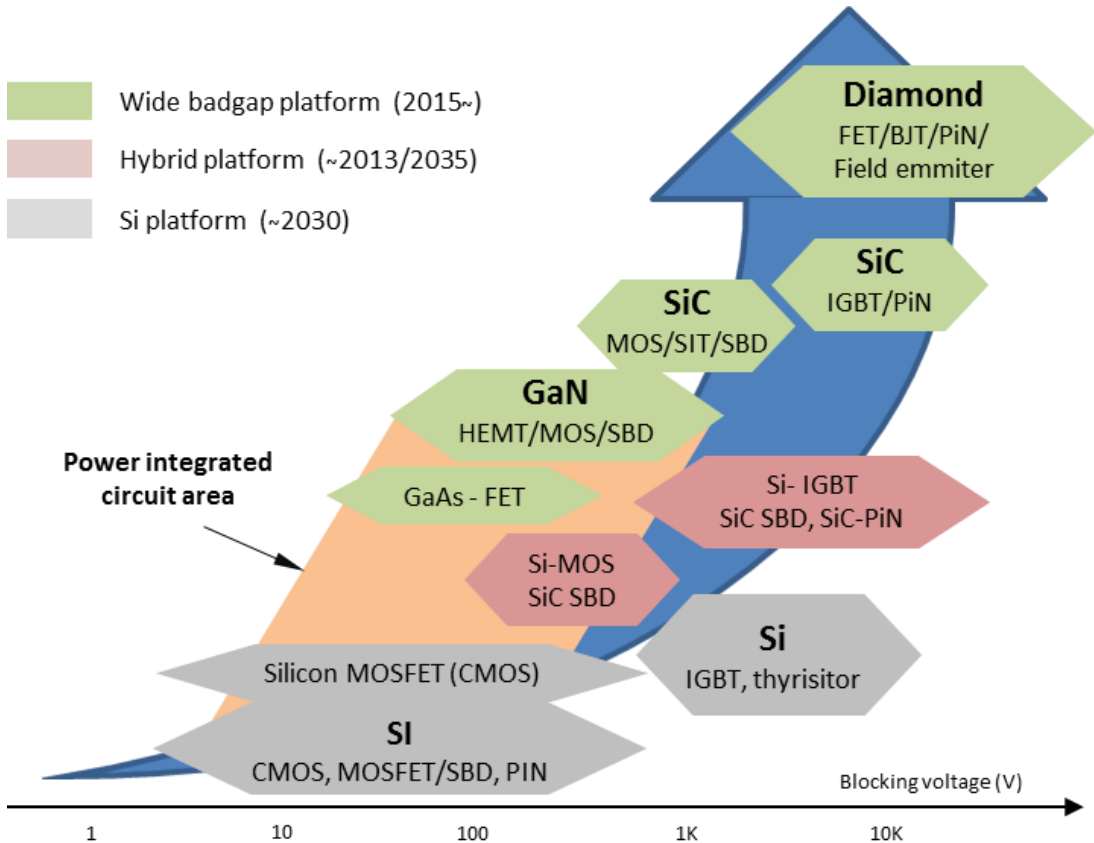 Wide badgap platform (2015~)
Hybrid platform (~2013/2035)
Si platform (~2030)
Diamond
FET/BJT/PiN/
Field emmiter
SiC
IGBT/PiN
SiC
MOS/SIT/SBD
GaN
HEMT/MOS/SBD
Power integrated
circuit area
GaAs - FET
Si- IGBT
SiC SBD, SiC-PiN
Si-MOS
SiC SBD
Silicon MOSFET (CMOS)
Si
IGBT, thyrisitor
SI
CMOS, MOSFET/SBD, PIN
Blocking voltage (V)
1 10 100 1K 10K